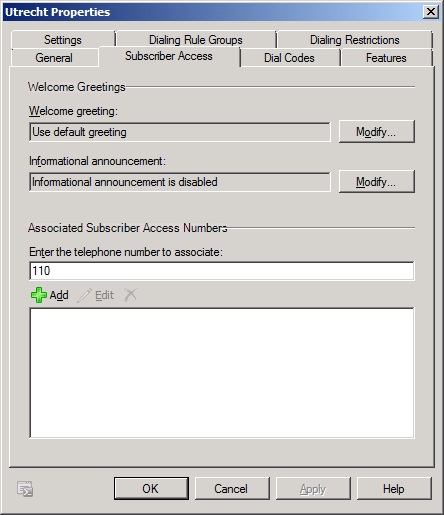 Utrecht Properties
Settings Dialing Rule Groups Dialing Restrictions
General Subscriber Access Dial Codes Features
Welcome Greetings
Welcome greeting:
Use default greeting Modify...
Informational announcement:
Informational announcement is disabled Modify...
Associated Subscriber Access Numbers
Enter the telephone number to associate:
110
Add Edit
OK Cancel Apply Help